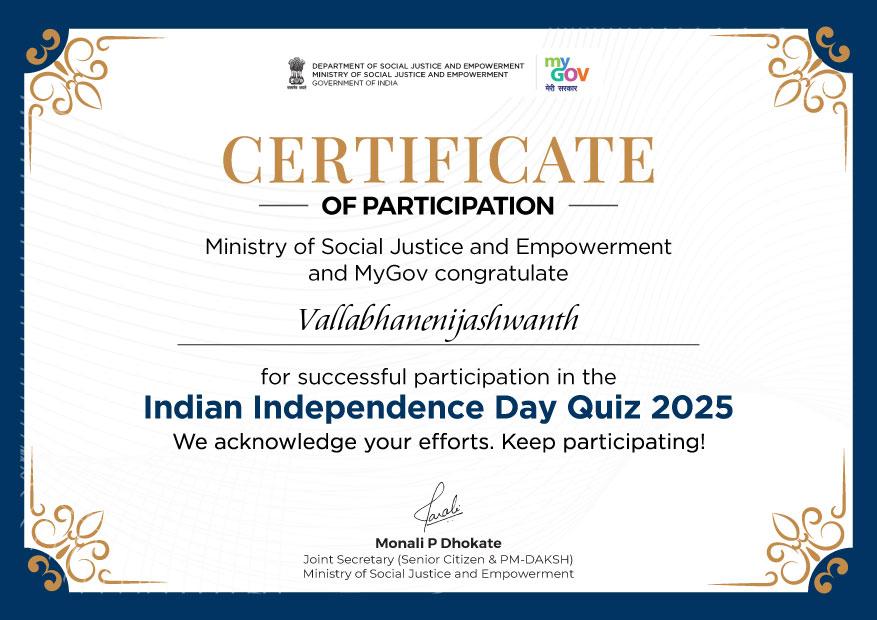 DEPARTMENT OF SOCIAL JUSTICE AND EMPOWERMENT
MINISTRY OF SOCIAL JUSTICE AND EMPOWERMENT
GOVERNMENT OF INDIA
सत्यमेव जयते
my
GOV
मेरी सरकार
CERTIFICATE
OF PARTICIPATION
Ministry of Social Justice and Empowerment
and MyGov congratulate
Vallabhanenijashwanth
for successful participation in the
Indian Independence Day Quiz 2025
We acknowledge your efforts. Keep participating!
Monali P Dhokate
Joint Secretary (Senior Citizen & PM-DAKSH)
Ministry of Social Justice and Empowerment